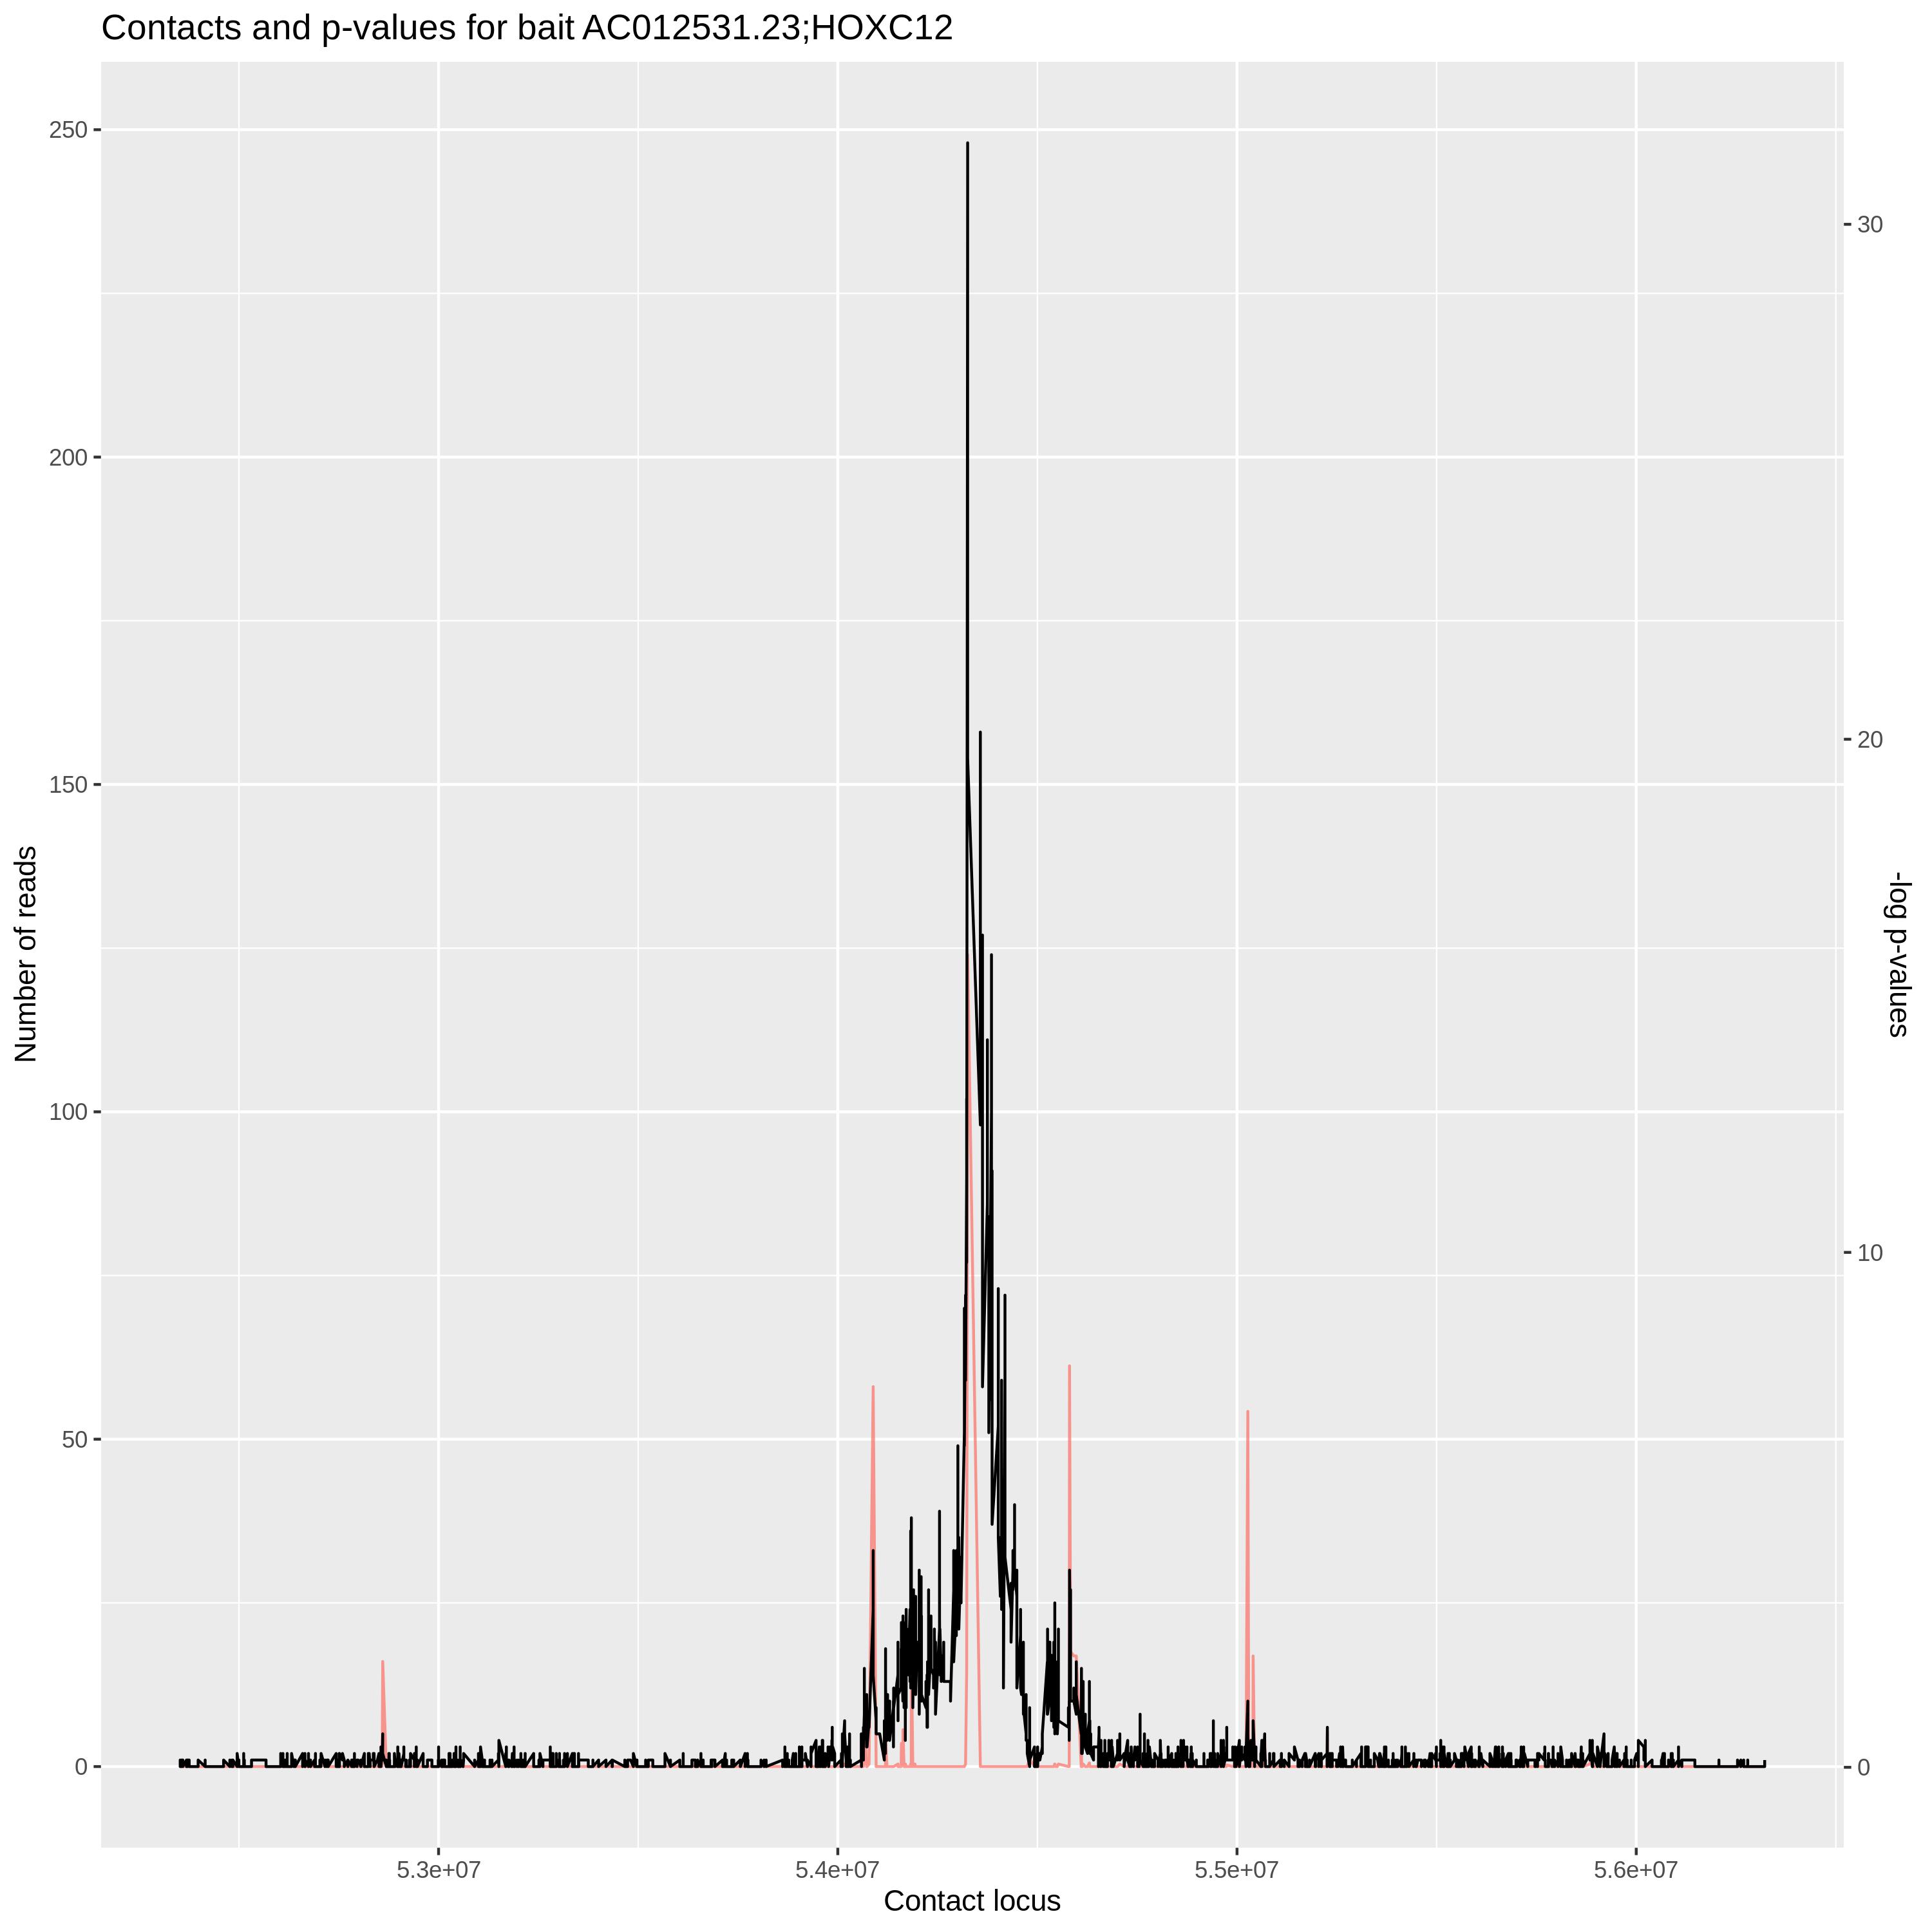 Contacts and p-values for bait AC012531.23;HOXC12
250
200
150
100
50
0
Number of reads
30
20
10
0
-log p-values
5.3e+07 5.4e+07 5.5e+07 5.6e+07
Contact locus